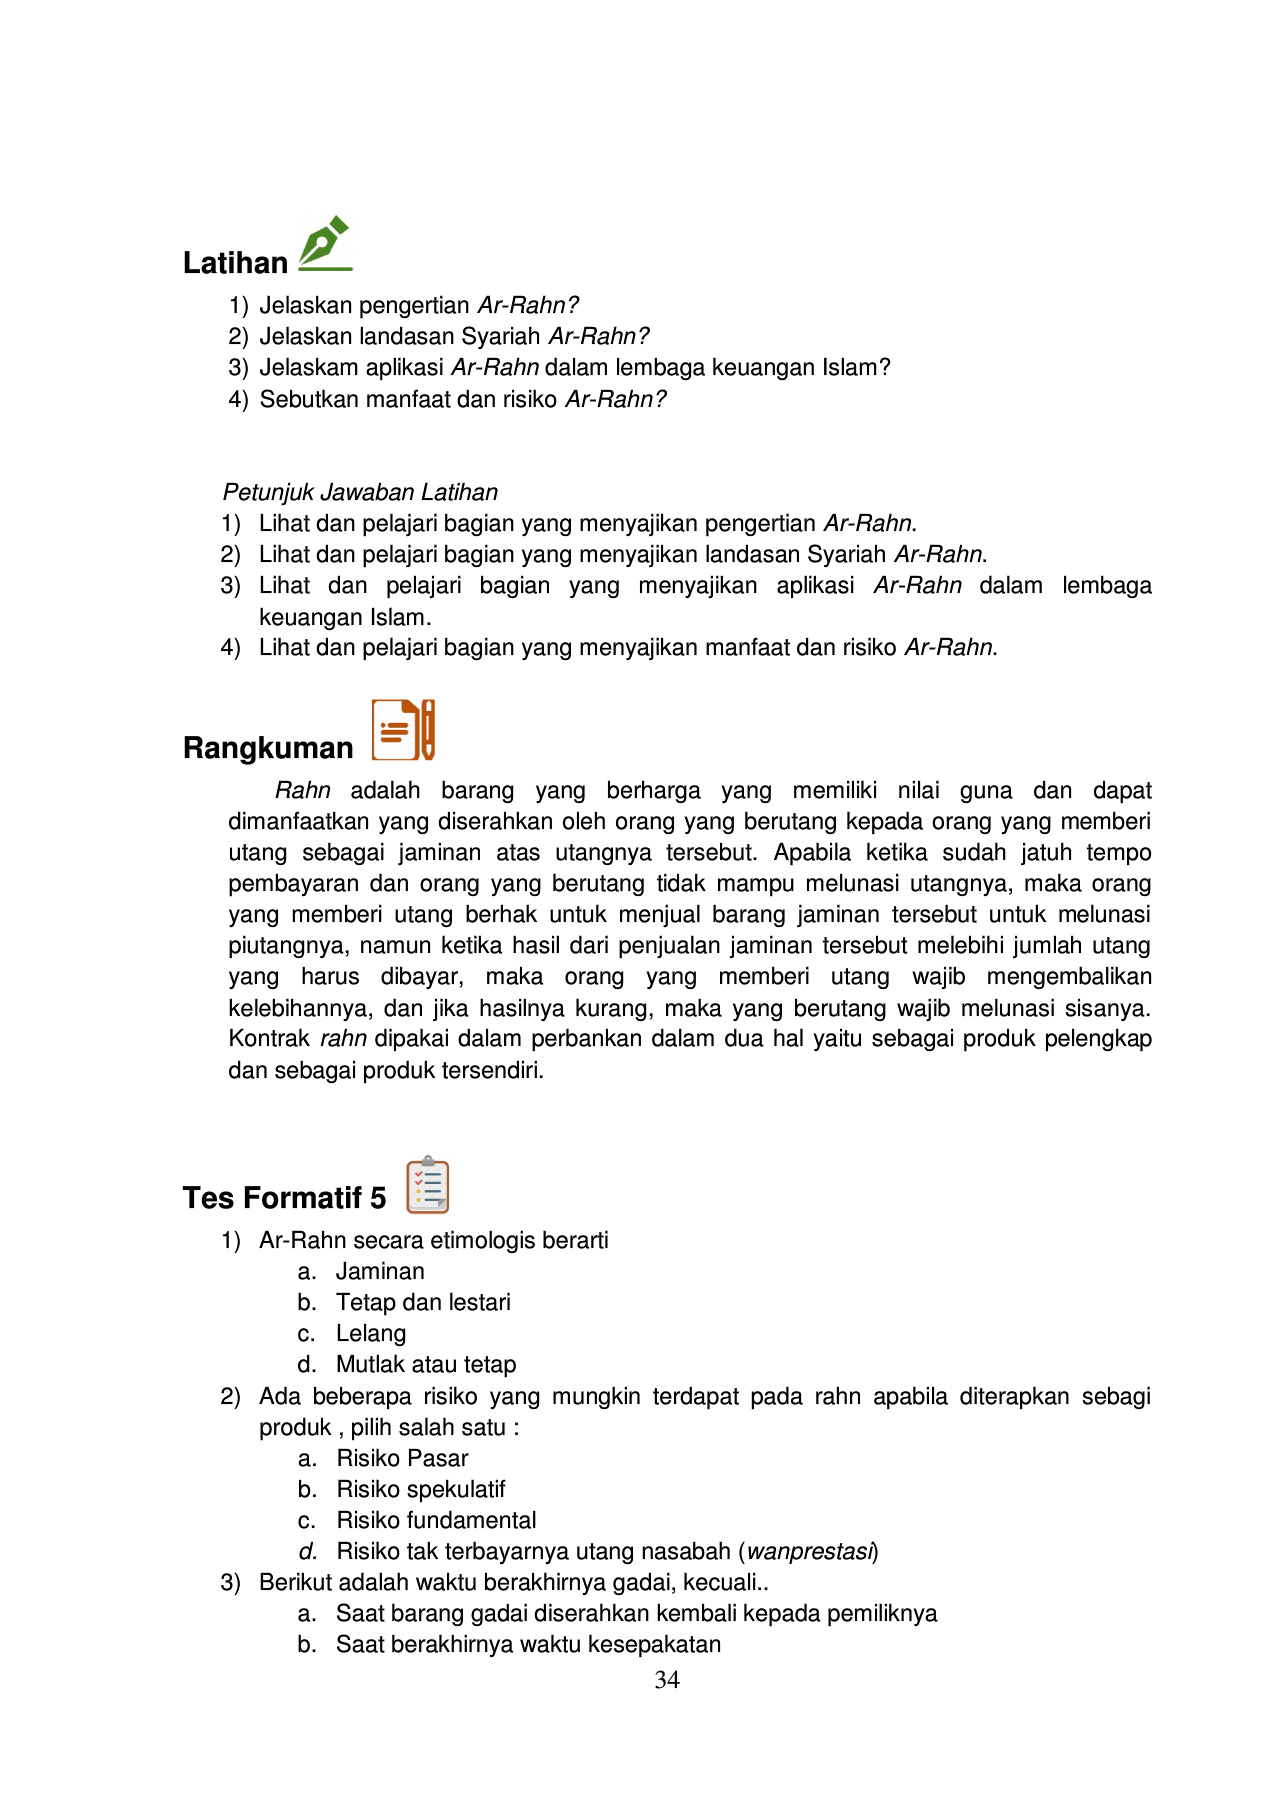 Latihan
1) Jelaskan pengertian Ar-Rahn?
2) Jelaskan landasan Syariah Ar-Rahn?
3) Jelaskam aplikasi Ar-Rahn dalam lembaga keuangan Islam?
4) Sebutkan manfaat dan risiko Ar-Rahn?
Petunjuk Jawaban Latihan
1) Lihat dan pelajari bagian yang menyajikan pengertian Ar-Rahn.
2) Lihat dan pelajari bagian yang menyajikan landasan Syariah Ar-Rahn.
3) Lihat dan pelajari bagian yang menyajikan aplikasi Ar-Rahn dalam lembaga
keuangan Islam.
4) Lihat dan pelajari bagian yang menyajikan manfaat dan risiko Ar-Rahn.
Rangkuman
Rahn adalah barang yang berharga yang memiliki nilai guna dan dapat
dimanfaatkan yang diserahkan oleh orang yang berutang kepada orang yang memberi
utang sebagai jaminan atas utangnya tersebut. Apabila ketika sudah jatuh tempo
pembayaran dan orang yang berutang tidak mampu melunasi utangnya, maka orang
yang memberi utang berhak untuk menjual barang jaminan tersebut untuk melunasi
piutangnya, namun ketika hasil dari penjualan jaminan tersebut melebihi jumlah utang
yang harus dibayar, maka orang yang memberi utang wajib mengembalikan
kelebihannya, dan jika hasilnya kurang, maka yang berutang wajib melunasi sisanya.
Kontrak rahn dipakai dalam perbankan dalam dua hal yaitu sebagai produk pelengkap
dan sebagai produk tersendiri.
Tes Formatif 5
1) Ar-Rahn secara etimologis berarti
a. Jaminan
b. Tetap dan lestari
c. Lelang
d. Mutlak atau tetap
2) Ada beberapa risiko yang mungkin terdapat pada rahn apabila diterapkan sebagi
produk , pilih salah satu :
a. Risiko Pasar
b. Risiko spekulatif
c. Risiko fundamental
d. Risiko tak terbayarnya utang nasabah (wanprestasi)
3) Berikut adalah waktu berakhirnya gadai, kecuali..
a. Saat barang gadai diserahkan kembali kepada pemiliknya
b. Saat berakhirnya waktu kesepakatan
34